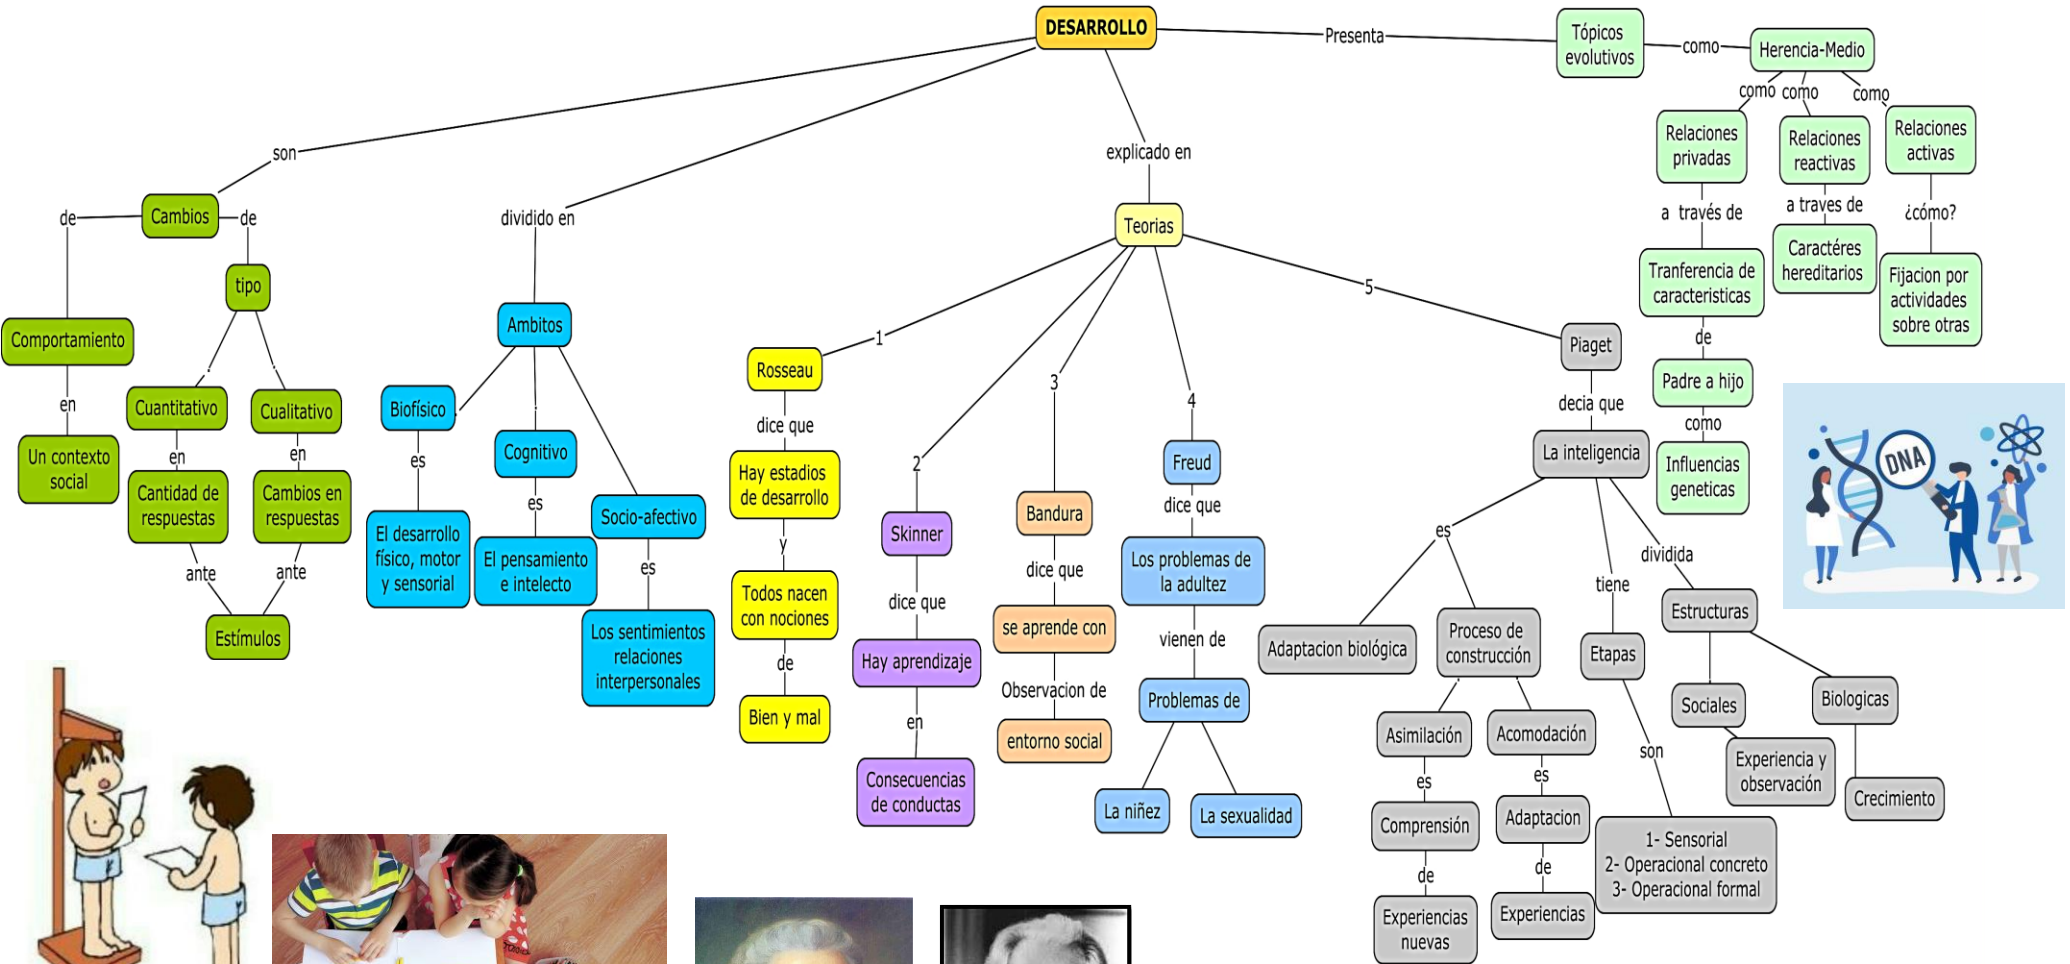 DESARROLLO
Presenta
Tópicos
evolutivos
como
Herencia-Medio
como
como
como
Relaciones
privadas
Relaciones
reactivas
Relaciones
activas
a través de
a traves de
¿cómo?
Tranferencia de
caracteristicas
Caractéres
hereditarios
Fijacion por
actividades
sobre otras
de
Padre a hijo
como
Influencias
geneticas
DNA
son
Cambios
de
de
tipo
Comportamiento
en
Un contexto
social
Cuantitativo
Cualitativo
en
en
Cantidad de
respuestas
Cambios en
respuestas
ante
ante
Estímulos
dividido en
Ambitos
Biofísico
es
El desarrollo
físico, motor
y sensorial
Cognitivo
es
El pensamiento
e intelecto
Socio-afectivo
es
Los sentimientos
relaciones
interpersonales
explicado en
Teorias
1
Rosseau
dice que
Hay estadios
de desarrollo
y
Todos nacen
con nociones
de
Bien y mal
2
Skinner
dice que
Hay aprendizaje
en
Consecuencias
de conductas
3
Bandura
dice que
se aprende con
Observacion de
entorno social
4
Freud
dice que
Los problemas de
la adultez
vienen de
Problemas de
La niñez
La sexualidad
5
Piaget
decia que
La inteligencia
es
Adaptacion biológica
Proceso de
construcción
Asimilación
es
Comprensión
de
Experiencias
nuevas
Acomodación
es
Adaptacion
de
Experiencias
tiene
Etapas
son
1- Sensorial
2- Operacional concreto
3- Operacional formal
dividida
Estructuras
Sociales
Experiencia y
observación
Biologicas
Crecimiento